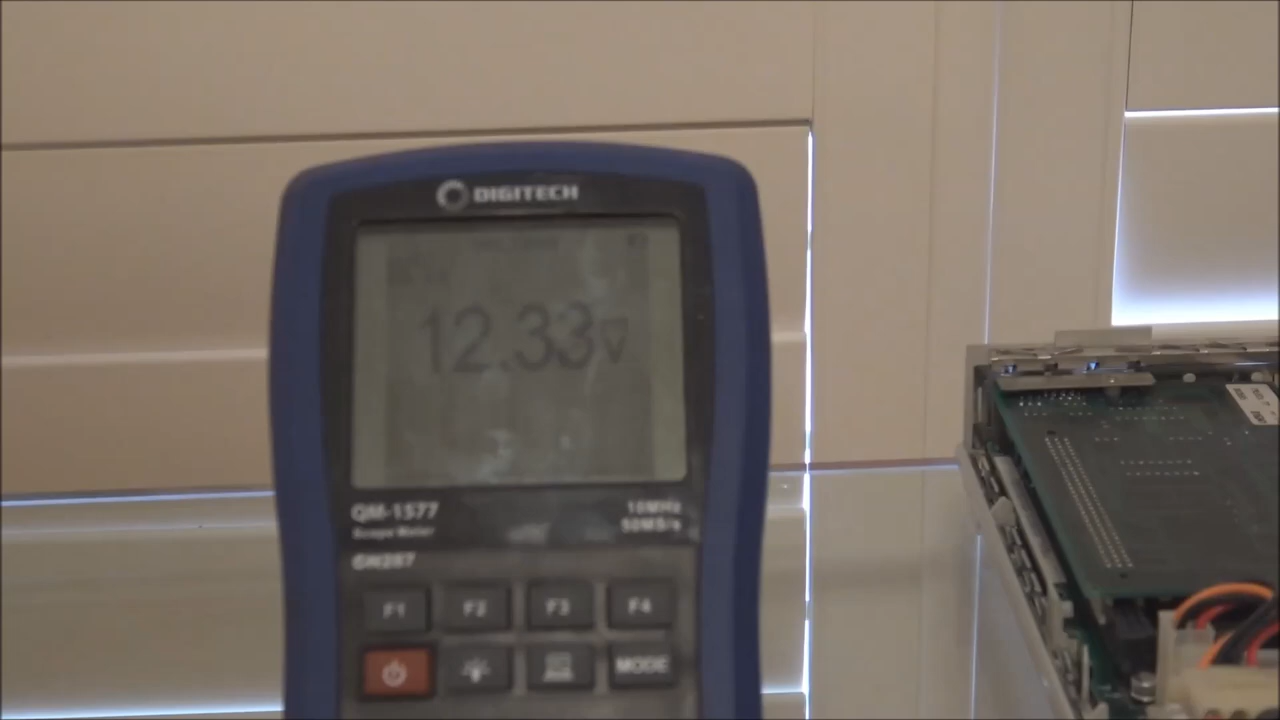 DIGITECH
12.33V
QM-1577
10MHz
Scope Meter
50MS/s
F1 F2 F3 F4
MODE